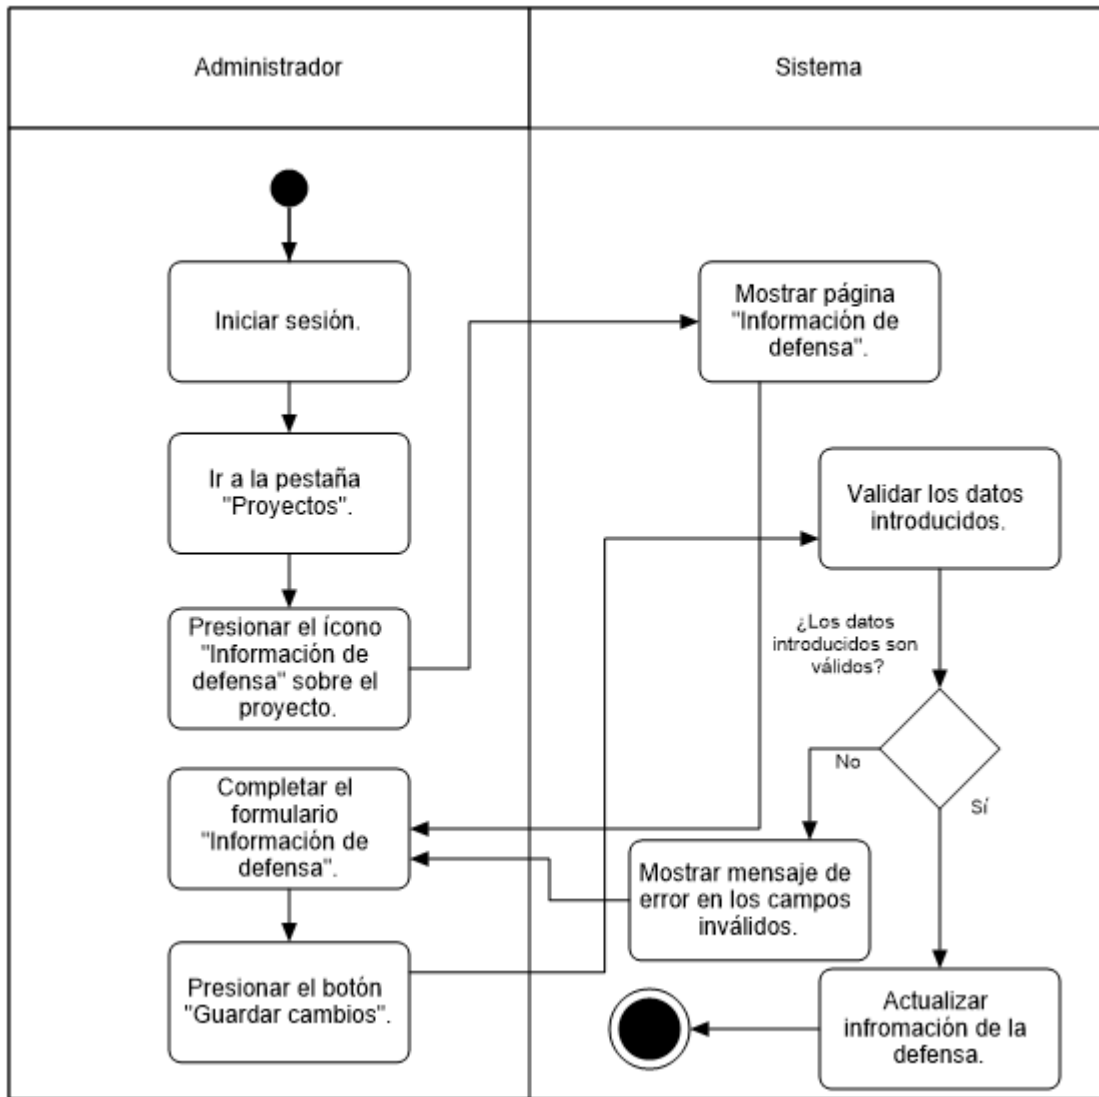 Administrador
Sistema
Iniciar sesión.
Mostrar página
"Información de
defensa".
Ir a la pestaña
"Proyectos".
Validar los datos
introducidos.
Presionar el ícono
"Información de
defensa" sobre el
proyecto.
¿Los datos
introducidos son
válidos?
No
Sí
Completar el
formulario
"Información de
defensa".
Mostrar mensaje de
error en los campos
inválidos.
Presionar el botón
"Guardar cambios".
Actualizar
infromación de la
defensa.